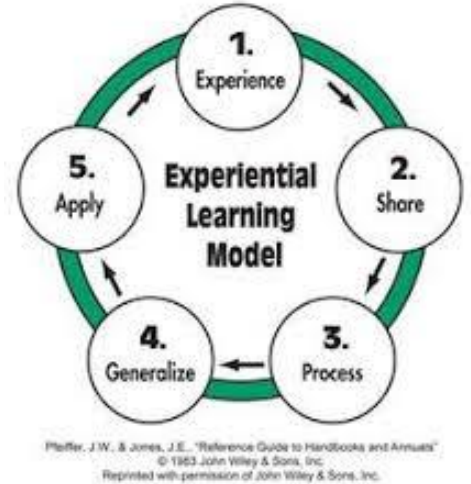 1.
Experience
2.
Share
3.
Process
4.
Generalize
5.
Apply
Experiential
Learning
Model
Pfeiffer, J.W., & Jones, J.E., "Reference Guide to Handbooks and Annuals"
© 1983 John Wiley & Sons, Inc.
Reprinted with permission of John Wiley & Sons, Inc.